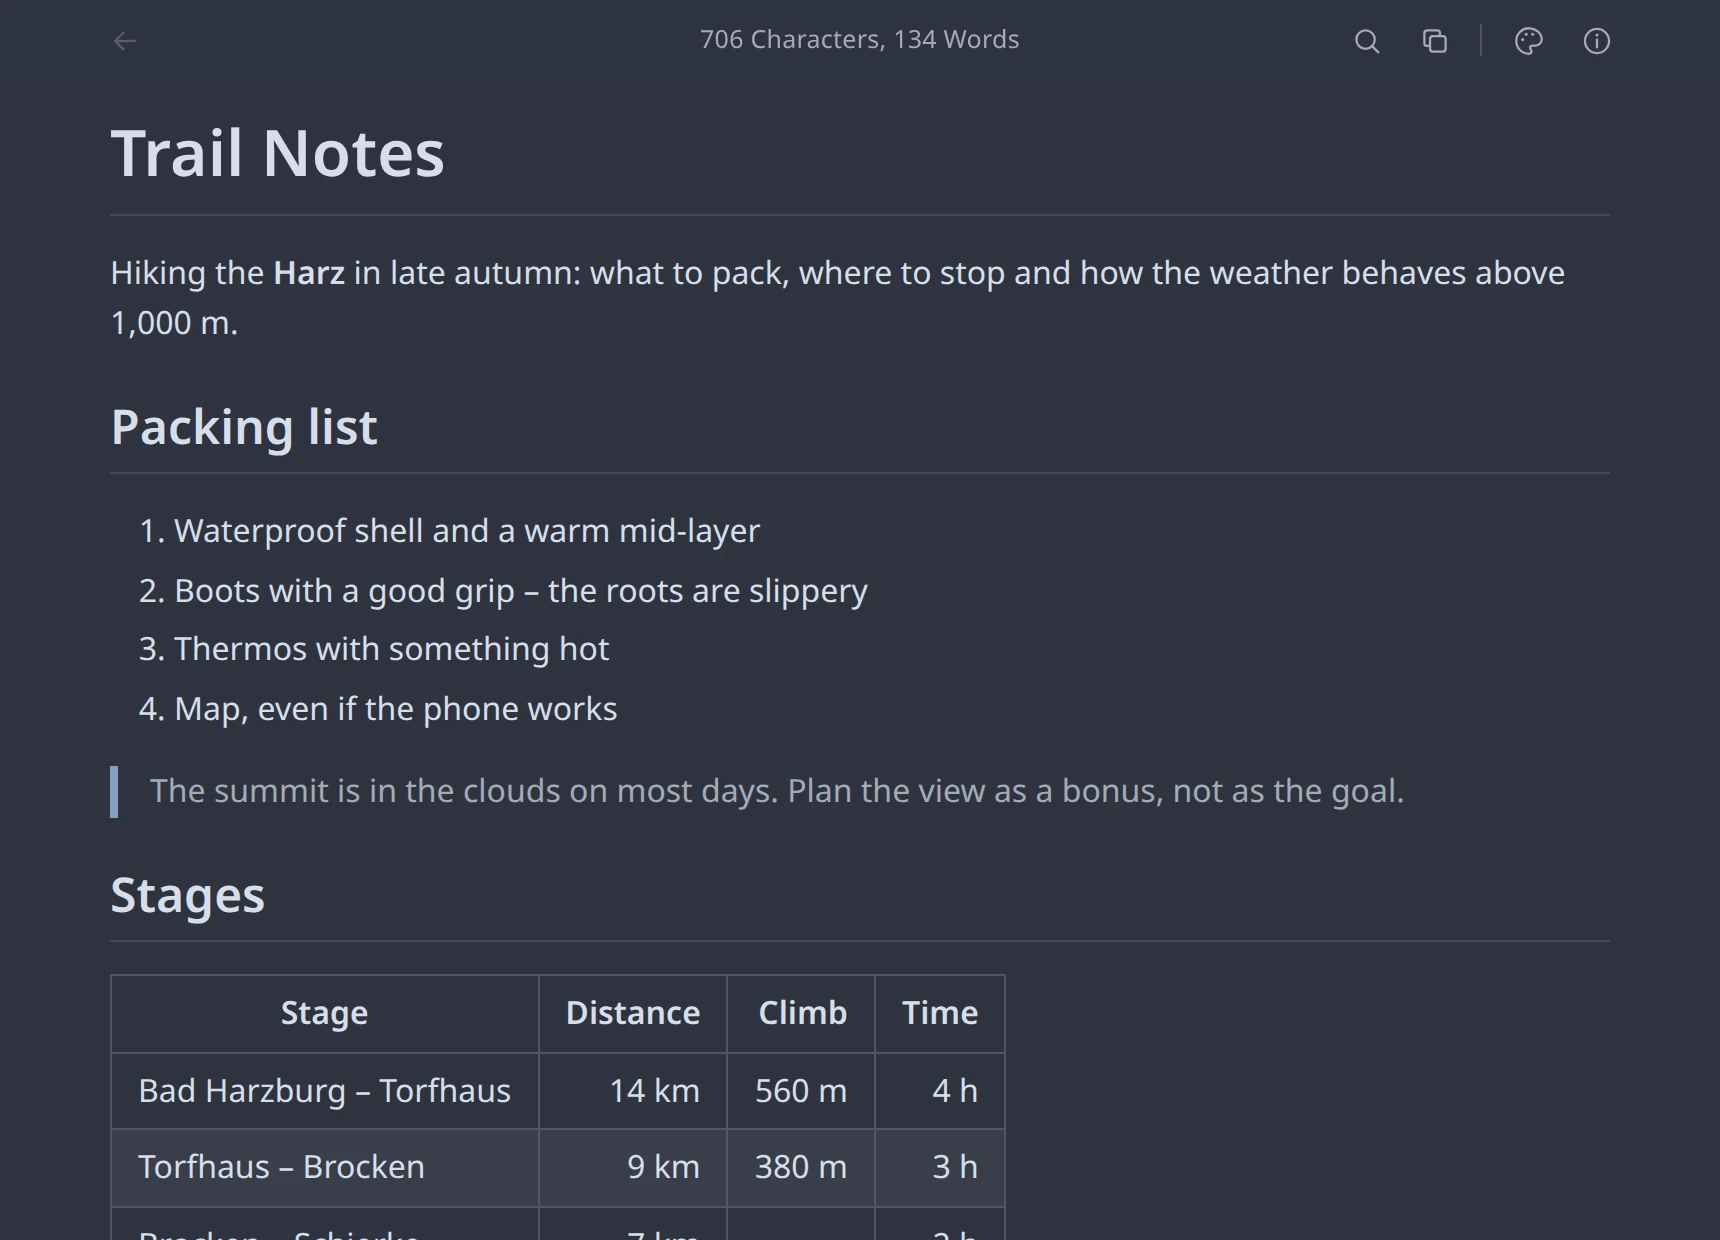 706 Characters, 134 Words
Trail Notes
Hiking the Harz in late autumn: what to pack, where to stop and how the weather behaves above
1,000 m.
Packing list
1. Waterproof shell and a warm mid-layer
2. Boots with a good grip – the roots are slippery
3. Thermos with something hot
4. Map, even if the phone works
The summit is in the clouds on most days. Plan the view as a bonus, not as the goal.
Stages
Stage Distance Climb Time
Bad Harzburg – Torfhaus 14 km 560 m 4 h
Torfhaus – Brocken 9 km 380 m 3 h
Brocken – Schierke 7 km